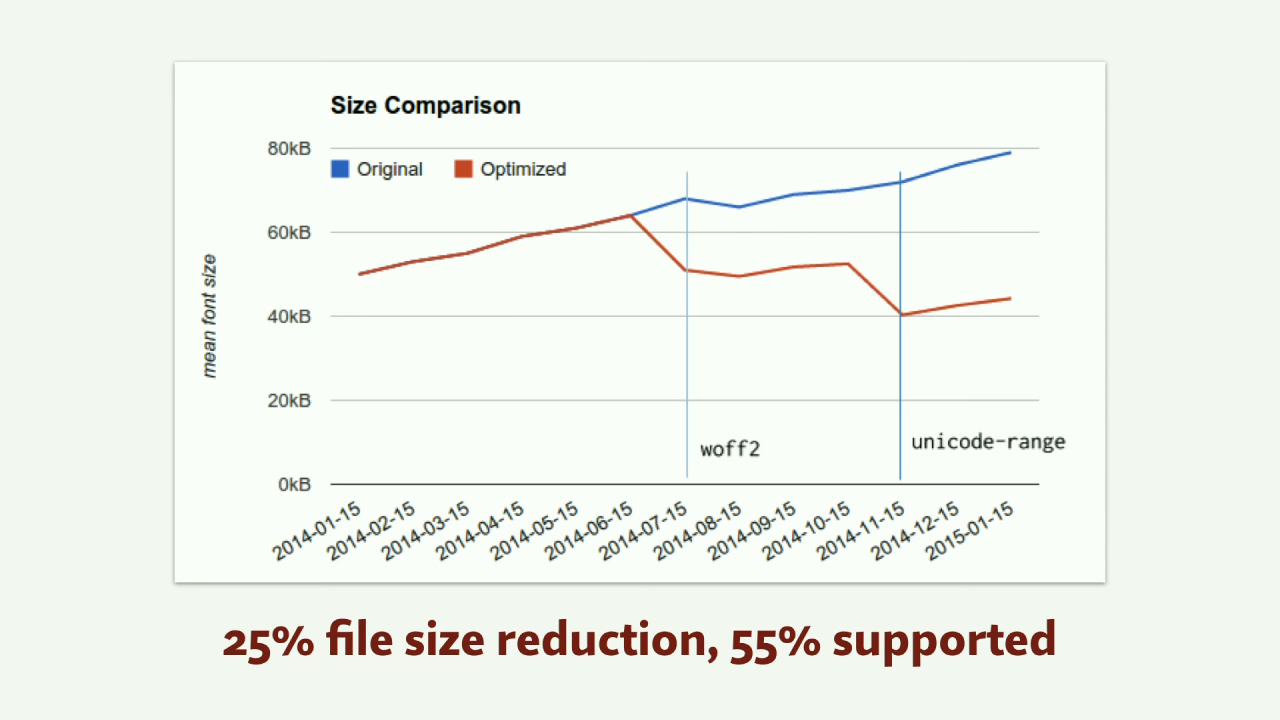 Size Comparison
80kB
Original Optimized
60kB
mean font size
40kB
20kB
woff2
unicode-range
0kB
2014-01-15
2014-02-15
2014-03-15
2014-04-15
2014-05-15
2014-06-15
2014-07-15
2014-08-15
2014-09-15
2014-10-15
2014-11-15
2014-12-15
2015-01-15
25% file size reduction, 55% supported